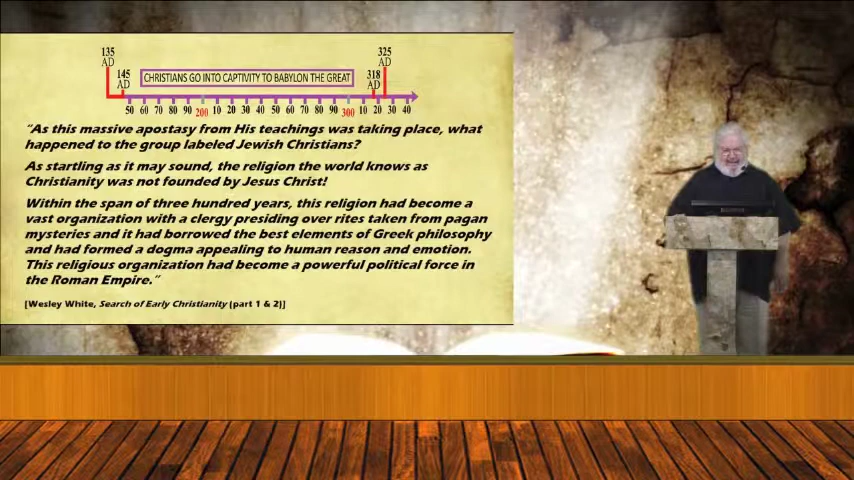 135 AD
145 AD
CHRISTIANS GO INTO CAPTIVITY TO BABYLON THE GREAT
318 AD
325 AD
50 60 70 80 90 200 10 20 30 40 50 60 70 80 90 300 10 20 30 40
"As this massive apostasy from His teachings was taking place, what
happened to the group labeled Jewish Christians?
As startling as it may sound, the religion the world knows as
Christianity was not founded by Jesus Christ!
Within the span of three hundred years, this religion had become a
vast organization with a clergy presiding over rites taken from pagan
mysteries and it had borrowed the best elements of Greek philosophy
and had formed a dogma appealing to human reason and emotion.
This religious organization had become a powerful political force in
the Roman Empire."
[Wesley White, Search of Early Christianity (part 1 & 2)]